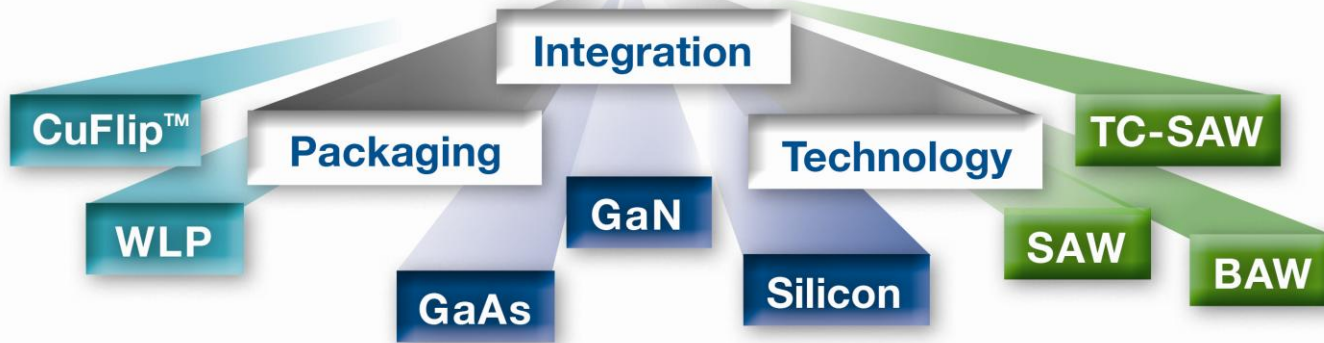 Integration
CuFlip™
Packaging
Technology
TC-SAW
WLP
GaN
SAW
BAW
GaAs
Silicon